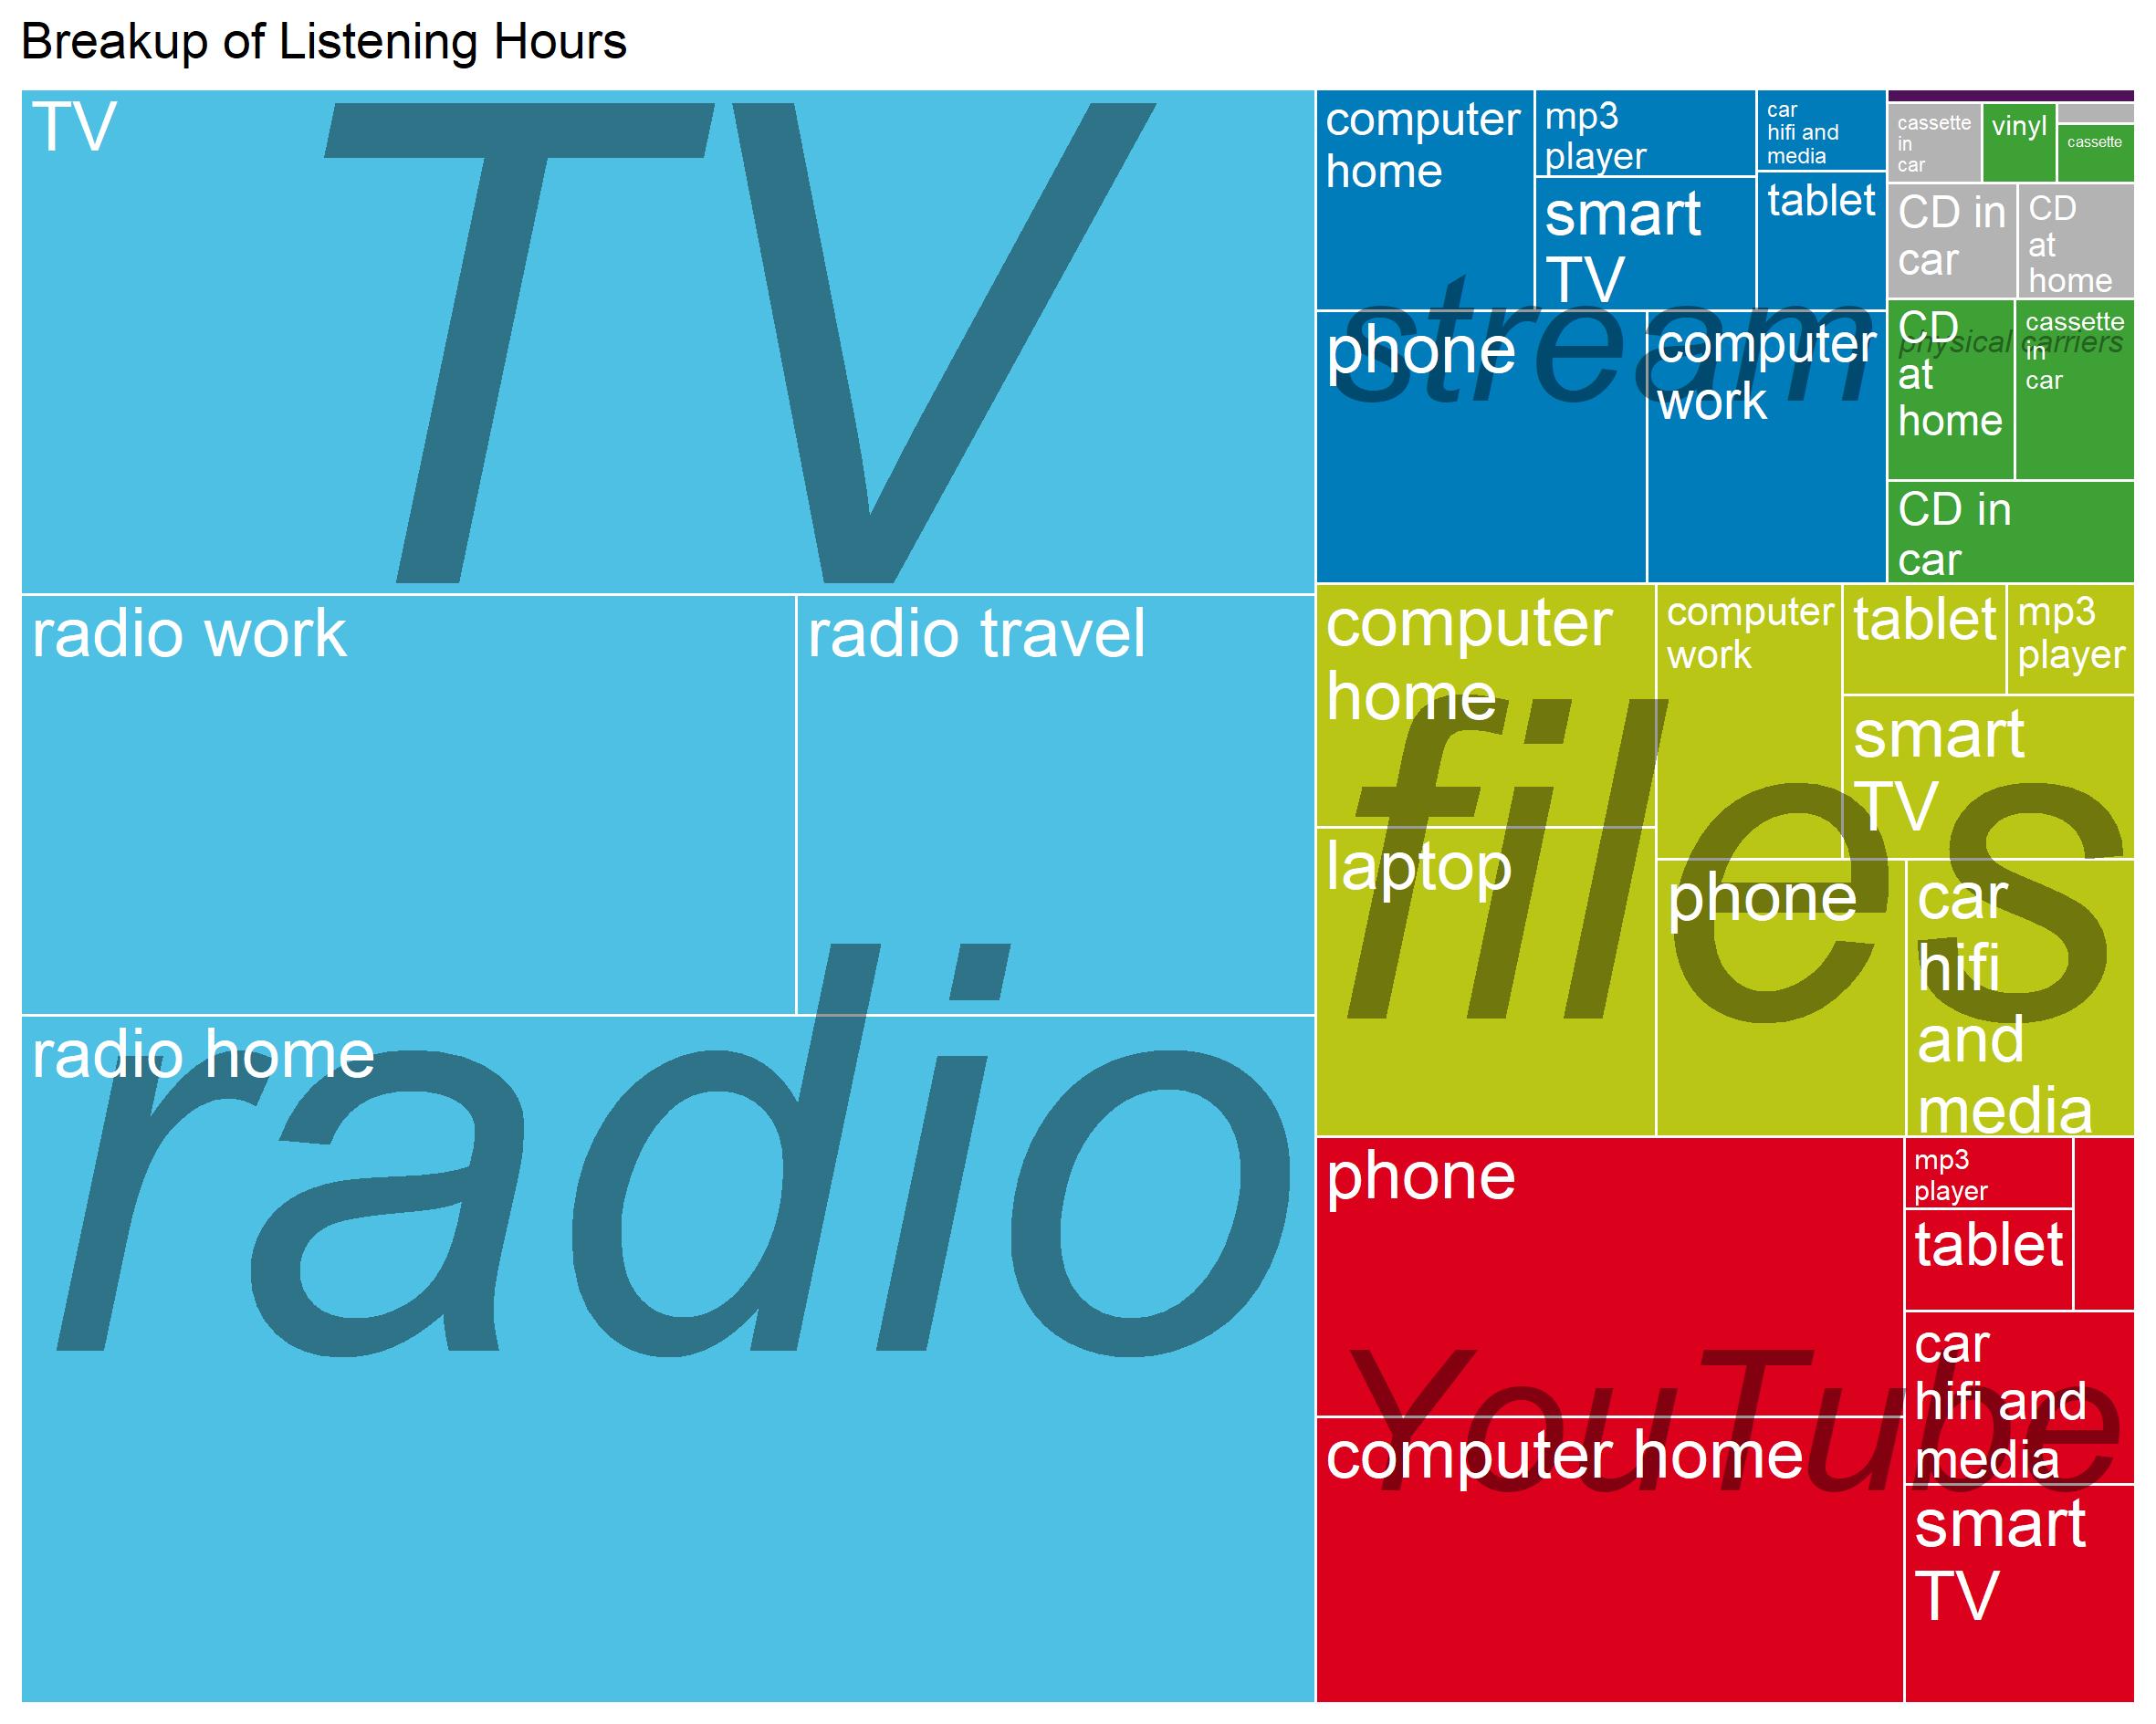 Breakup of Listening Hours
TV
TV
radio work
radio travel
radio home
radio
computer
home
mp3
player
car
hifi and
media
smart
TV
tablet
phone
computer
work
stream
cassette
in
car
vinyl
cassette
CD in
car
CD
at
home
CD
at
home
cassette
in
car
physical carriers
CD in
car
computer
home
computer
work
tablet
mp3
player
smart
TV
laptop
phone
car
hifi
and
media
files
phone
mp3
player
tablet
car
hifi and
media
computer home
smart
TV
YouTube